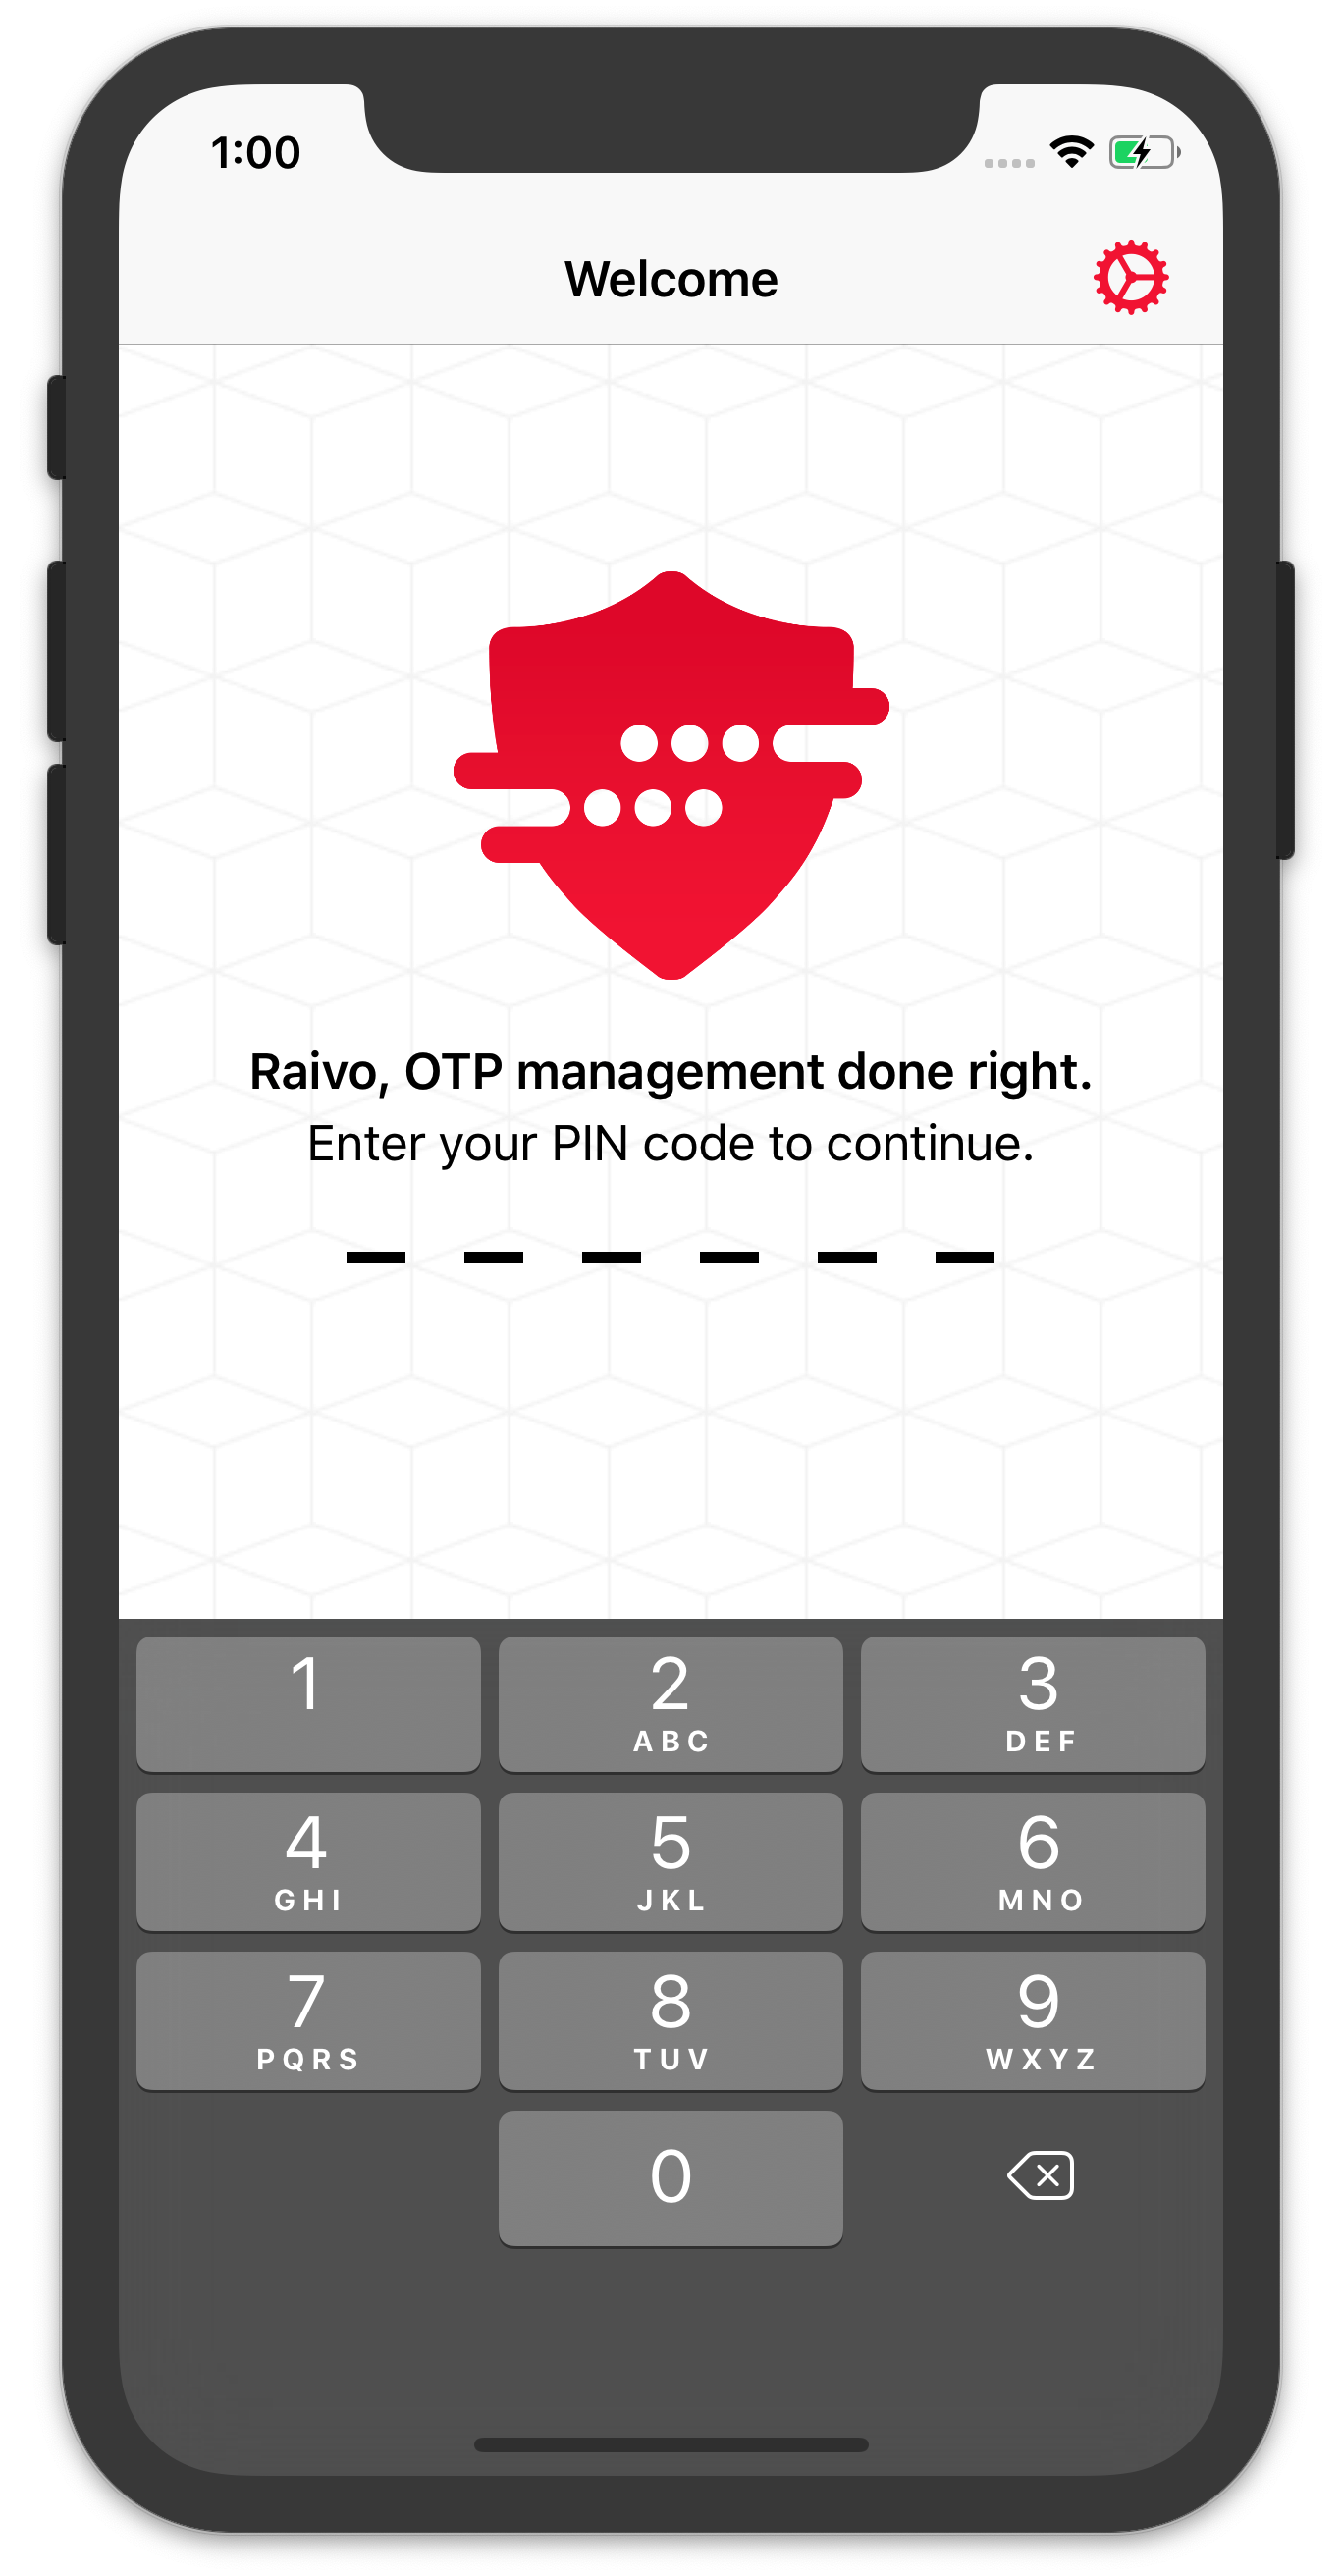 1:00
Welcome
Raivo, OTP management done right.
Enter your PIN code to continue.
1
2
ABC
3
DEF
4
GHI
5
JKL
6
MNO
7
PQRS
8
TUV
9
WXYZ
0